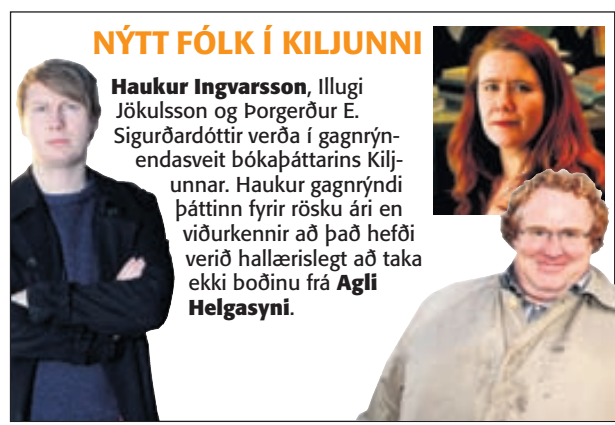 NÝTT FÓLK Í KILJUNNI
Haukur Ingvarsson, Illugi
Jökulsson og Þorgerður E.
Sigurðardóttir verða í gagnrýn-
endasveit bókaþáttarins Kilj-
unnar. Haukur gagnrýndi
þáttinn fyrir rösku ári en
viðurkennir að það hefði
verið hallærislegt að taka
ekki boðinu frá Agli
Helgasyni.